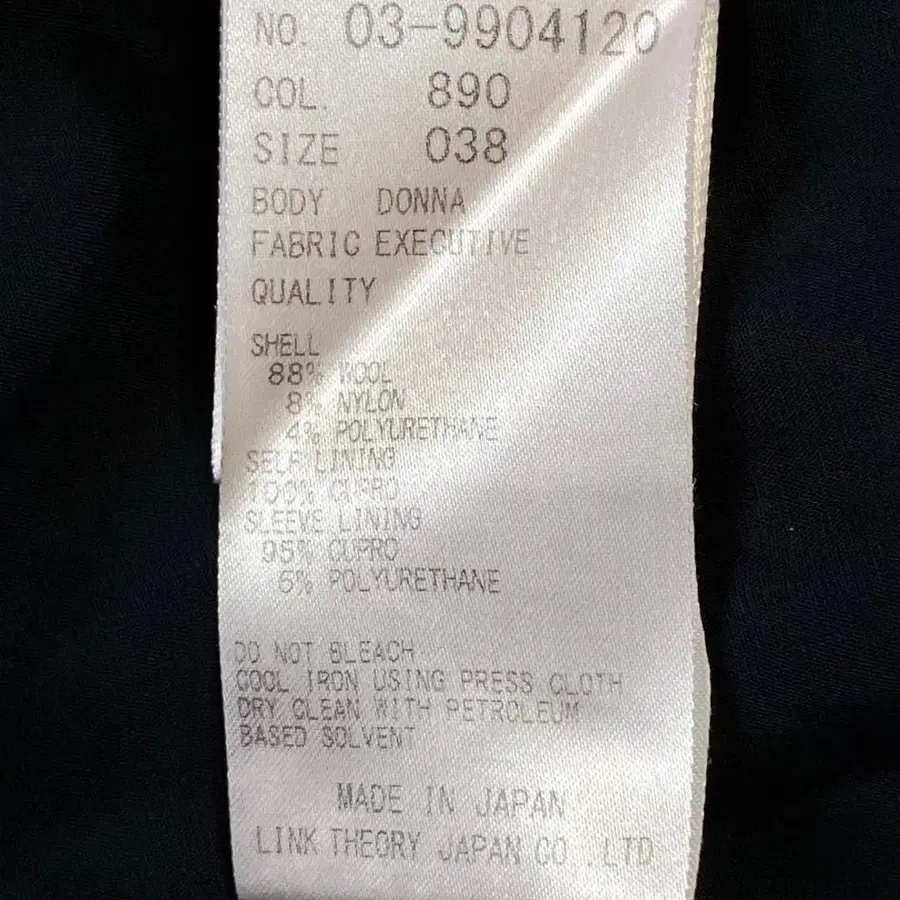 NO. 03-9904120
COL. 890
SIZE 038
BODY DONNA
FABRIC EXECUTIVE
QUALITY
SHELL
88% WOOL
8% NYLON
4% POLYURETHANE
SELF LINING
100% CUPRO
SLEEVE LINING
95% CUPRO
5% POLYURETHANE
DO NOT BLEACH
COOL IRON USING PRESS CLOTH
DRY CLEAN WITH PETROLEUM
BASED SOLVENT
MADE IN JAPAN
LINK THEORY JAPAN CO.,LTD